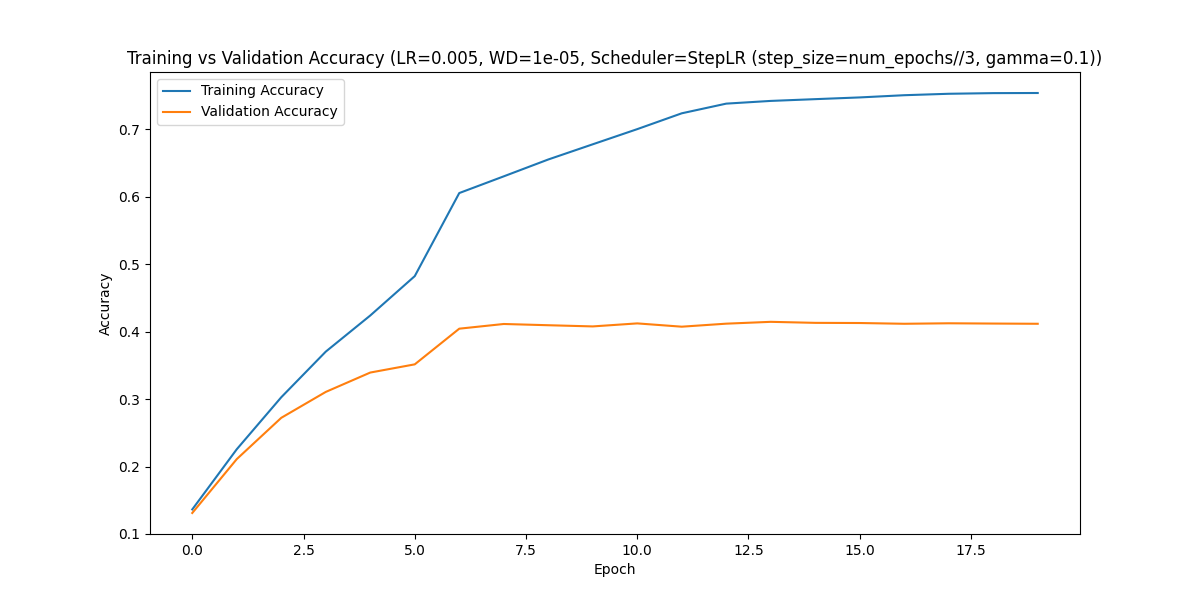 Training vs Validation Accuracy (LR=0.005, WD=1e-05, Scheduler=StepLR (step_size=num_epochs//3, gamma=0.1))
Training Accuracy
Validation Accuracy
0.7
0.6
0.5
0.4
0.3
0.2
0.1
Accuracy
0.0 2.5 5.0 7.5 10.0 12.5 15.0 17.5
Epoch